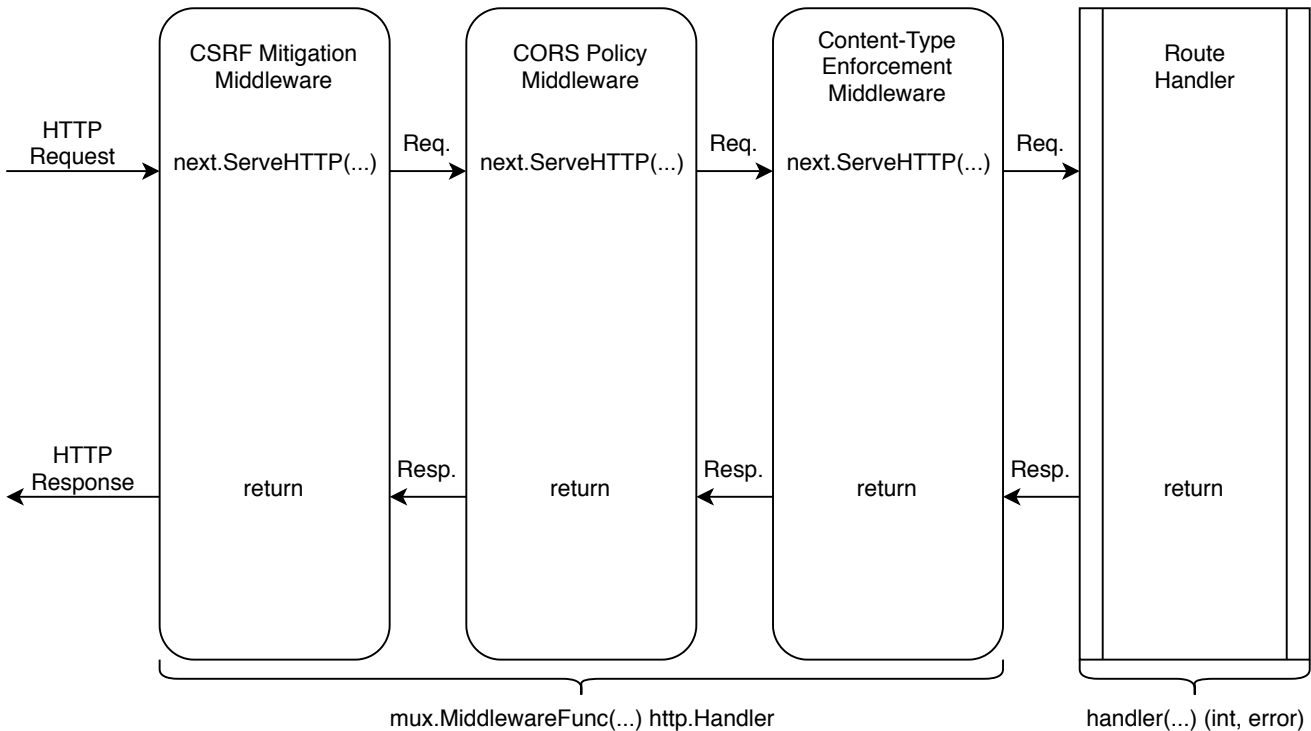 CSRF Mitigation
Middleware
CORS Policy
Middleware
Content-Type
Enforcement
Middleware
Route
Handler
HTTP
Request
next.ServeHTTP(...)
Req.
next.ServeHTTP(...)
Req.
next.ServeHTTP(...)
Req.
HTTP
Response
return
Resp.
return
Resp.
return
Resp.
return
mux.MiddlewareFunc(...) http.Handler
handler(...) (int, error)